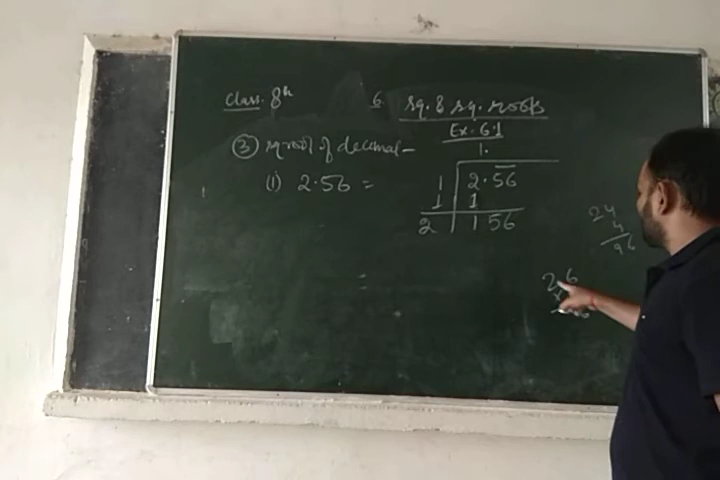 Class. 8th 6. sq. & sq. roots
Ex. 6.1
③ sq root of decimal –
(i) 2.56 =
1.
1 2.56
1 1
2 1 56
24
4
96
26